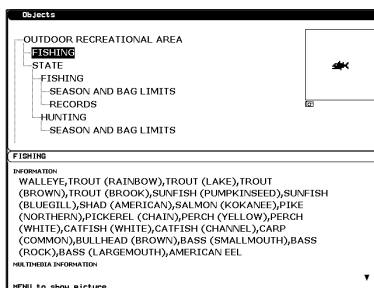 Objects
OUTDOOR RECREATIONAL AREA
FISHING
STATE
FISHING
SEASON AND BAG LIMITS
RECORDS
HUNTING
SEASON AND BAG LIMITS
FISHING
INFORMATION
WALLEYE,TROUT (RAINBOW),TROUT (LAKE),TROUT
(BROWN),TROUT (BROOK),SUNFISH (PUMPKINSEED),SUNFISH
(BLUEGILL),SHAD (AMERICAN),SALMON (KOKANEE),PIKE
(NORTHERN),PICKEREL (CHAIN),PERCH (YELLOW),PERCH
(WHITE),CATFISH (WHITE),CATFISH (CHANNEL),CARP
(COMMON),BULLHEAD (BROWN),BASS (SMALLMOUTH),BASS
(ROCK),BASS (LARGEMOUTH),AMERICAN EEL
MULTIMEDIA INFORMATION
MENU to show picture